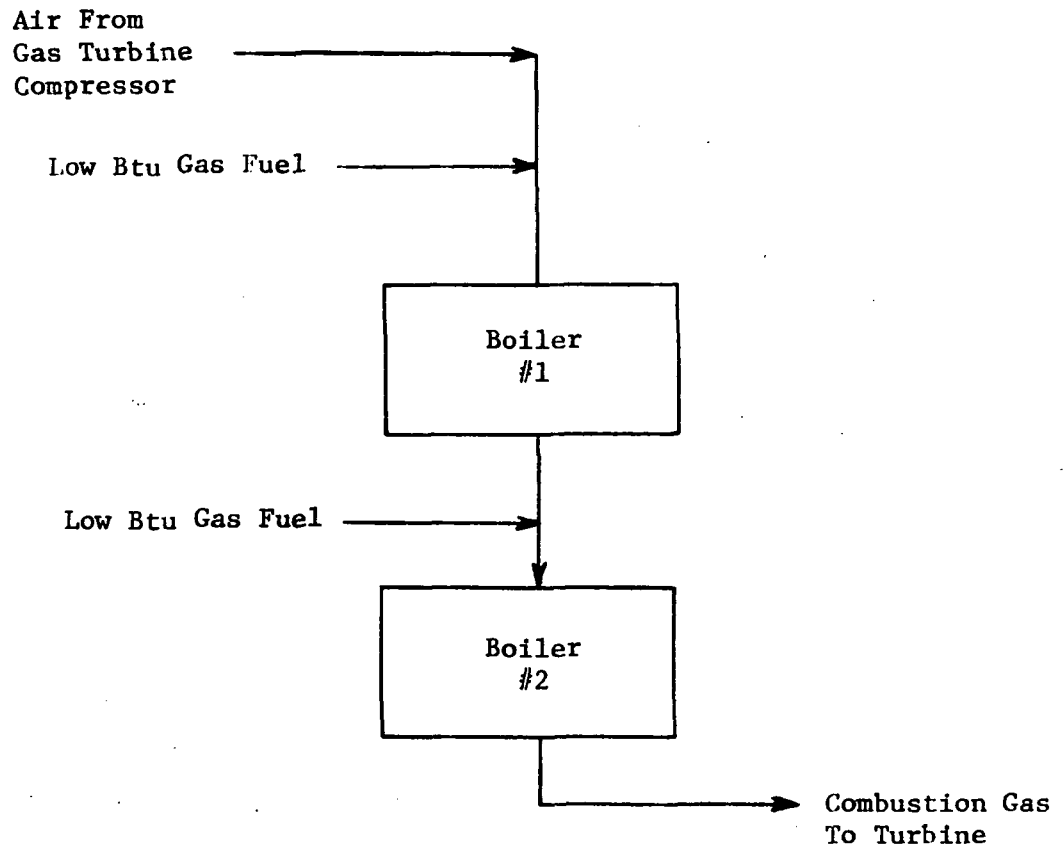 Air From
Gas Turbine
Compressor
Low Btu Gas Fuel
Boiler
#1
Low Btu Gas Fuel
Boiler
#2
Combustion Gas
To Turbine